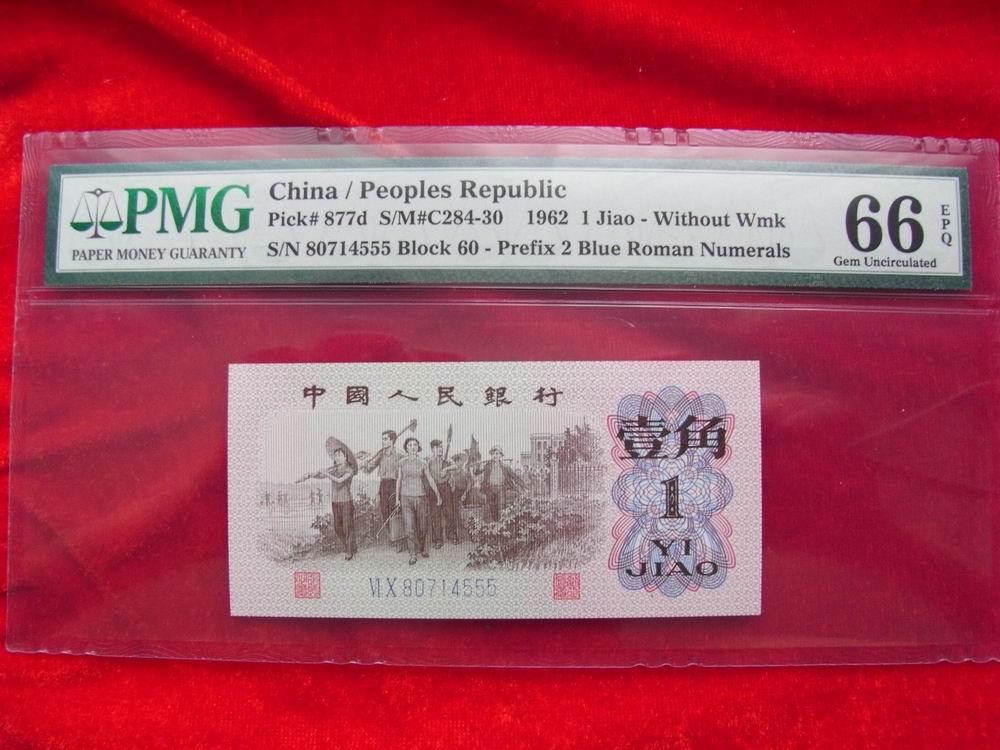 PMG
PAPER MONEY GUARANTY
China / Peoples Republic
Pick# 877d S/M#C284-30 1962 1 Jiao - Without Wmk
S/N 80714555 Block 60 - Prefix 2 Blue Roman Numerals
66
EPQ
Gem Uncirculated
中國人民銀行
壹角
1
YI
JIAO
VI X 80714555